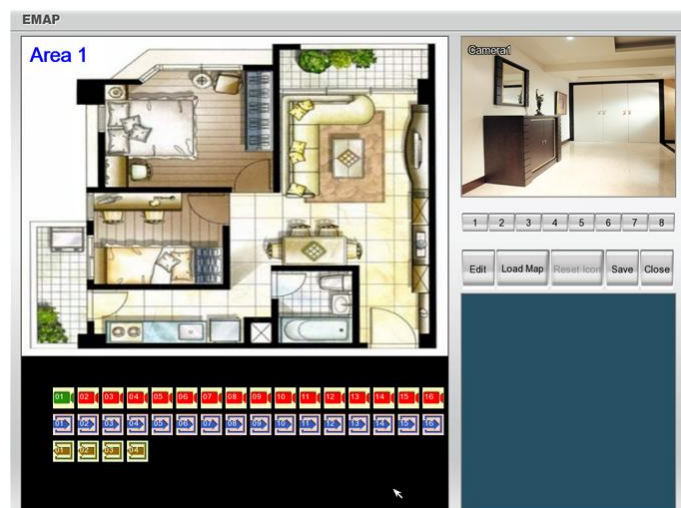 EMAP
Area 1
Camera1
1 2 3 4 5 6 7 8
Edit Load Map Reset Icon Save Close
01 02 03 04 05 06 07 08 09 10 11 12 13 14 15 16
01 02 03 04 05 06 07 08 09 10 11 12 13 14 15 16
01 02 03 04